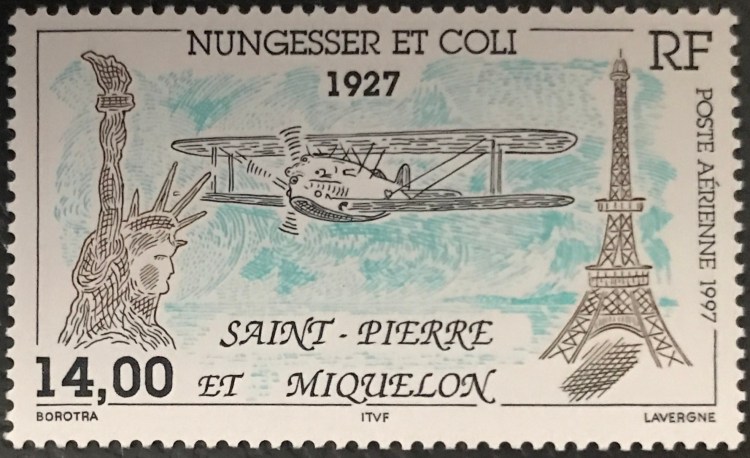 NUNGESSER ET COLI
1927
RF
POSTE AÉRIENNE 1997
SAINT-PIERRE
ET MIQUELON
14,00
BOROTRA
ITVF
LAVERGNE